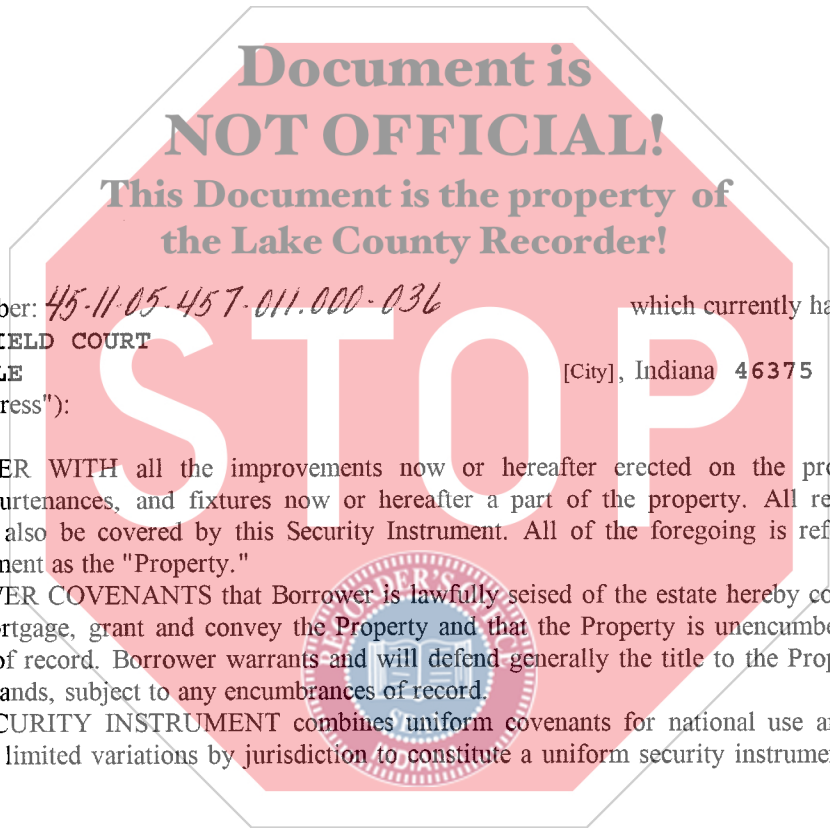 Document is
NOT OFFICIAL!
This Document is the property of
the Lake County Recorder!
ber: 45-11-05-457-011.000-036 which currently ha
IELD COURT
LE [City], Indiana 46375
ress"):
STOP
ER WITH all the improvements now or hereafter erected on the pro
urtenances, and fixtures now or hereafter a part of the property. All re
also be covered by this Security Instrument. All of the foregoing is ref
ment as the "Property."
VER COVENANTS that Borrower is lawfully seised of the estate hereby co
ortgage, grant and convey the Property and that the Property is unencumbe
of record. Borrower warrants and will defend generally the title to the Prop
ands, subject to any encumbrances of record.
CURITY INSTRUMENT combines uniform covenants for national use a
limited variations by jurisdiction to constitute a uniform security instrume
RECORDER'S OFFICE
SEAL
INDIANA